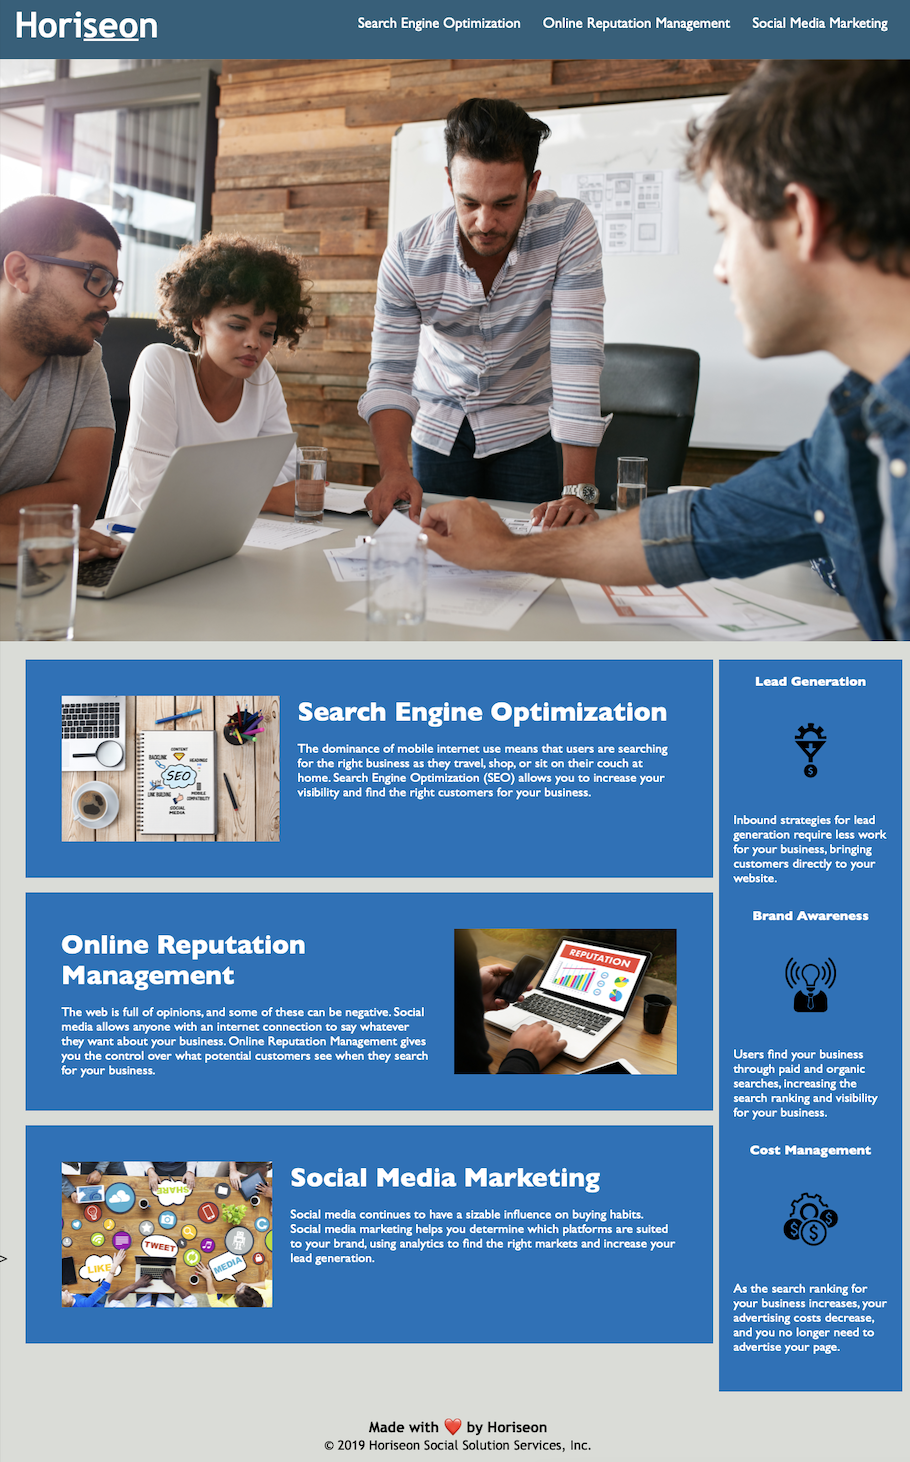 Horiseon
Search Engine Optimization
Online Reputation Management
Social Media Marketing
CONTENT
BACKLINK
HEADINGS
SEO
LINK BUILDING
MOBILE
COMPATIBILITY
SOCIAL
MEDIA
Search Engine Optimization
The dominance of mobile internet use means that users are searching
for the right business as they travel, shop, or sit on their couch at
home. Search Engine Optimization (SEO) allows you to increase your
visibility and find the right customers for your business.
Online Reputation
Management
The web is full of opinions, and some of these can be negative. Social
media allows anyone with an internet connection to say whatever
they want about your business. Online Reputation Management gives
you the control over what potential customers see when they search
for your business.
REPUTATION
SHARE
TWEET
LIKE
MEDIA
Social Media Marketing
Social media continues to have a sizable influence on buying habits.
Social media marketing helps you determine which platforms are suited
to your brand, using analytics to find the right markets and increase your
lead generation.
>
Lead Generation
$
Inbound strategies for lead
generation require less work
for your business, bringing
customers directly to your
website.
Brand Awareness
Users find your business
through paid and organic
searches, increasing the
search ranking and visibility
for your business.
Cost Management
$ $ $
As the search ranking for
your business increases, your
advertising costs decrease,
and you no longer need to
advertise your page.
Made with ❤️ by Horiseon
© 2019 Horiseon Social Solution Services, Inc.